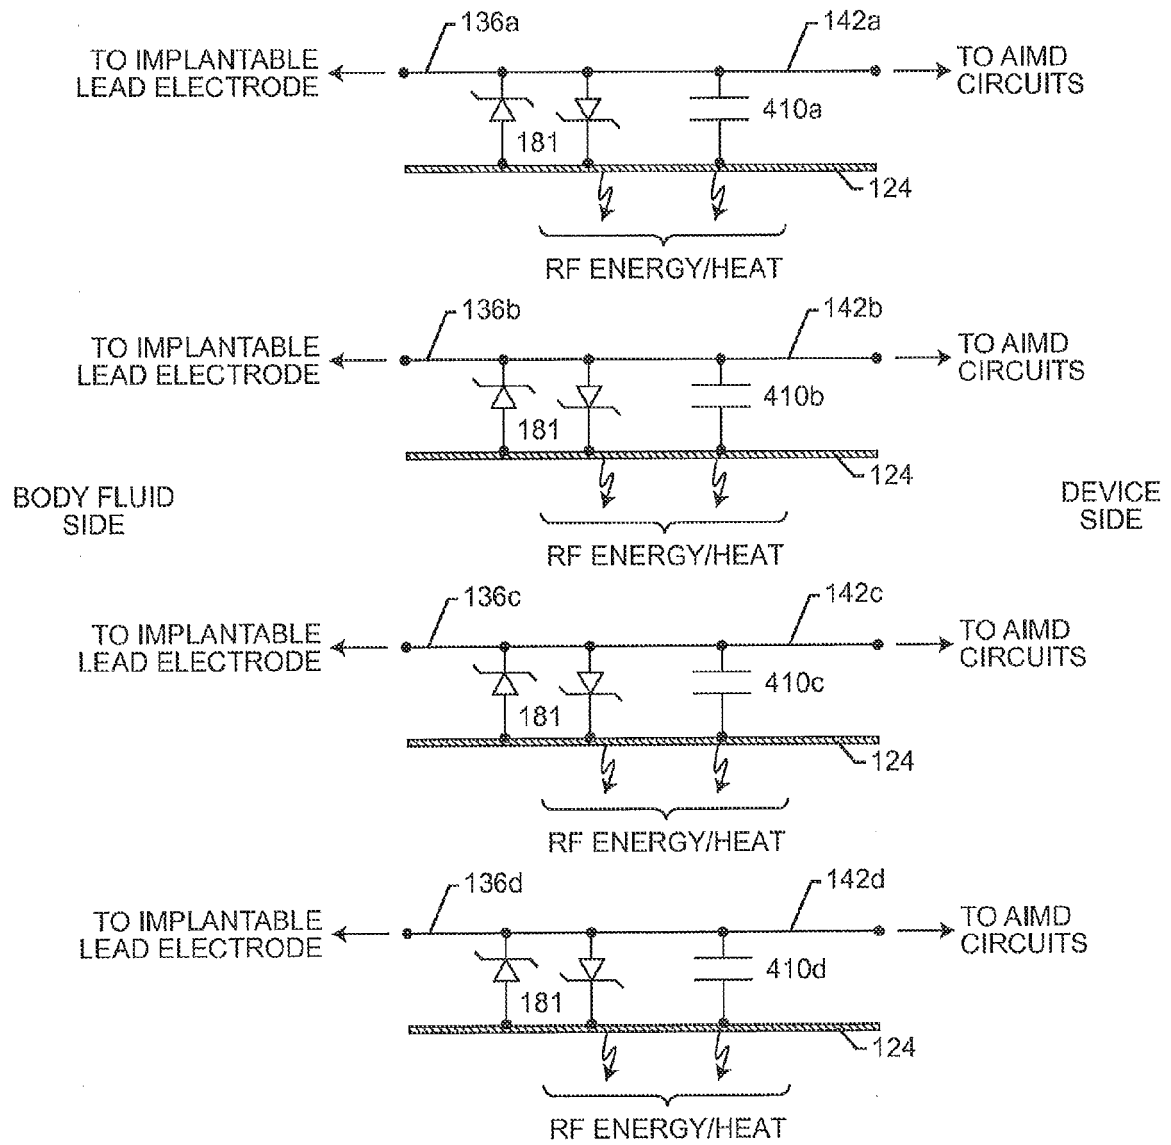 136a
142a
TO IMPLANTABLE
LEAD ELECTRODE
TO AIMD
CIRCUITS
410a
181
124
RF ENERGY/HEAT
136b
142b
TO IMPLANTABLE
LEAD ELECTRODE
TO AIMD
CIRCUITS
410b
181
124
BODY FLUID
SIDE
DEVICE
SIDE
RF ENERGY/HEAT
136c
142c
TO IMPLANTABLE
LEAD ELECTRODE
TO AIMD
CIRCUITS
410c
181
124
RF ENERGY/HEAT
136d
142d
TO IMPLANTABLE
LEAD ELECTRODE
TO AIMD
CIRCUITS
410d
181
124
RF ENERGY/HEAT